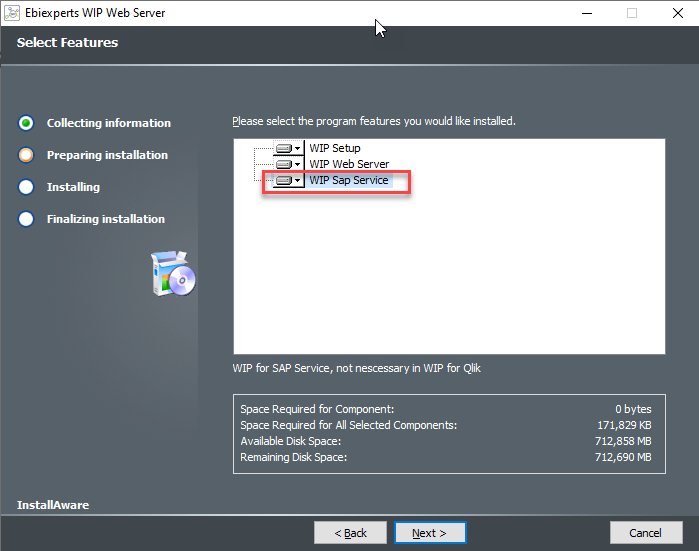 Ebiexperts WIP Web Server
Select Features
Collecting information
Preparing installation
Installing
Finalizing installation
Please select the program features you would like installed.
WIP Setup
WIP Web Server
WIP Sap Service
WIP for SAP Service, not nescessary in WIP for Qlik
Space Required for Component: 0 bytes
Space Required for All Selected Components: 171,829 KB
Available Disk Space: 712,858 MB
Remaining Disk Space: 712,690 MB
InstallAware
< Back Next > Cancel